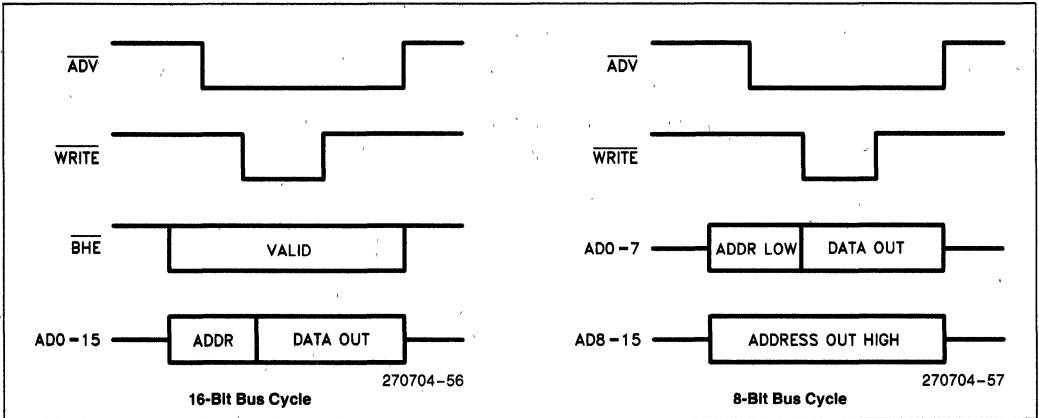 ADV
WRITE
BHE
VALID
AD0-15
ADDR
DATA OUT
270704-56
16-Bit Bus Cycle
ADV
WRITE
AD0-7
ADDR LOW
DATA OUT
AD8-15
ADDRESS OUT HIGH
270704-57
8-Bit Bus Cycle